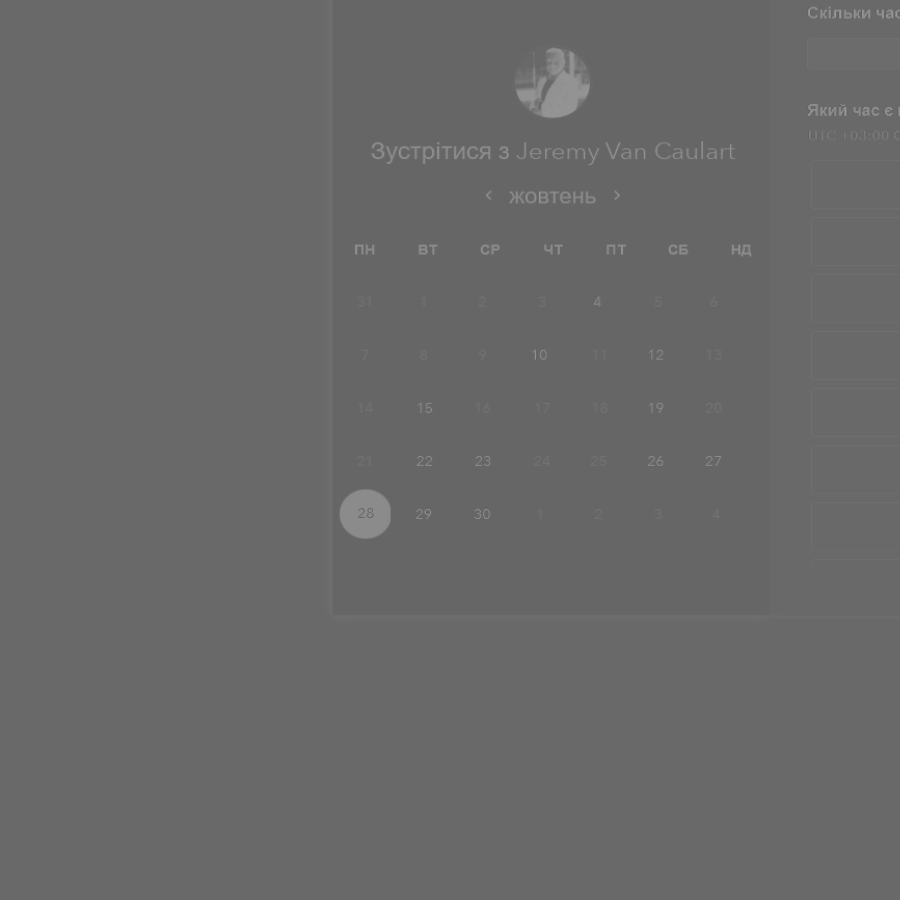 Скільки час
Який час є
UTC +03:00
Зустрітися з Jeremy Van Caulart
жовтень
ПН ВТ СР ЧТ ПТ СБ НД
31 1 2 3 4 5 6
7 8 9 10 11 12 13
14 15 16 17 18 19 20
21 22 23 24 25 26 27
28 29 30 1 2 3 4